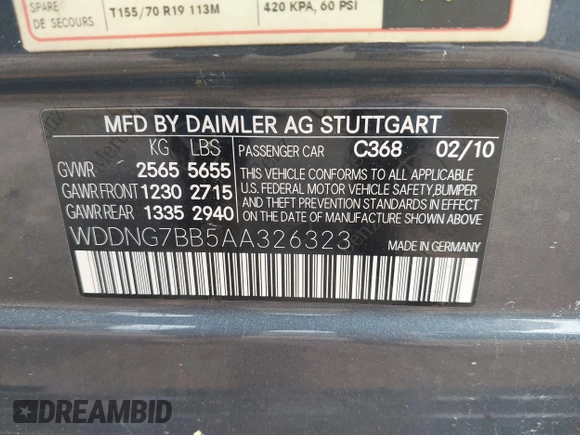 SPARE
DE SECOURS
T155/70 R19 113M
420 KPA, 60 PSI
MFD BY DAIMLER AG STUTTGART
KG LBS
GVWR 2565 5655
GAWR FRONT 1230 2715
GAWR REAR 1335 2940
PASSENGER CAR C368 02/10
THIS VEHICLE CONFORMS TO ALL APPLICABLE
U.S. FEDERAL MOTOR VEHICLE SAFETY, BUMPER
AND THEFT PREVENTION STANDARDS IN EFFECT
ON THE DATE OF MANUFACTURE SHOWN ABOVE.
WDDNG7BB5AA326323
MADE IN GERMANY
DREAMBID